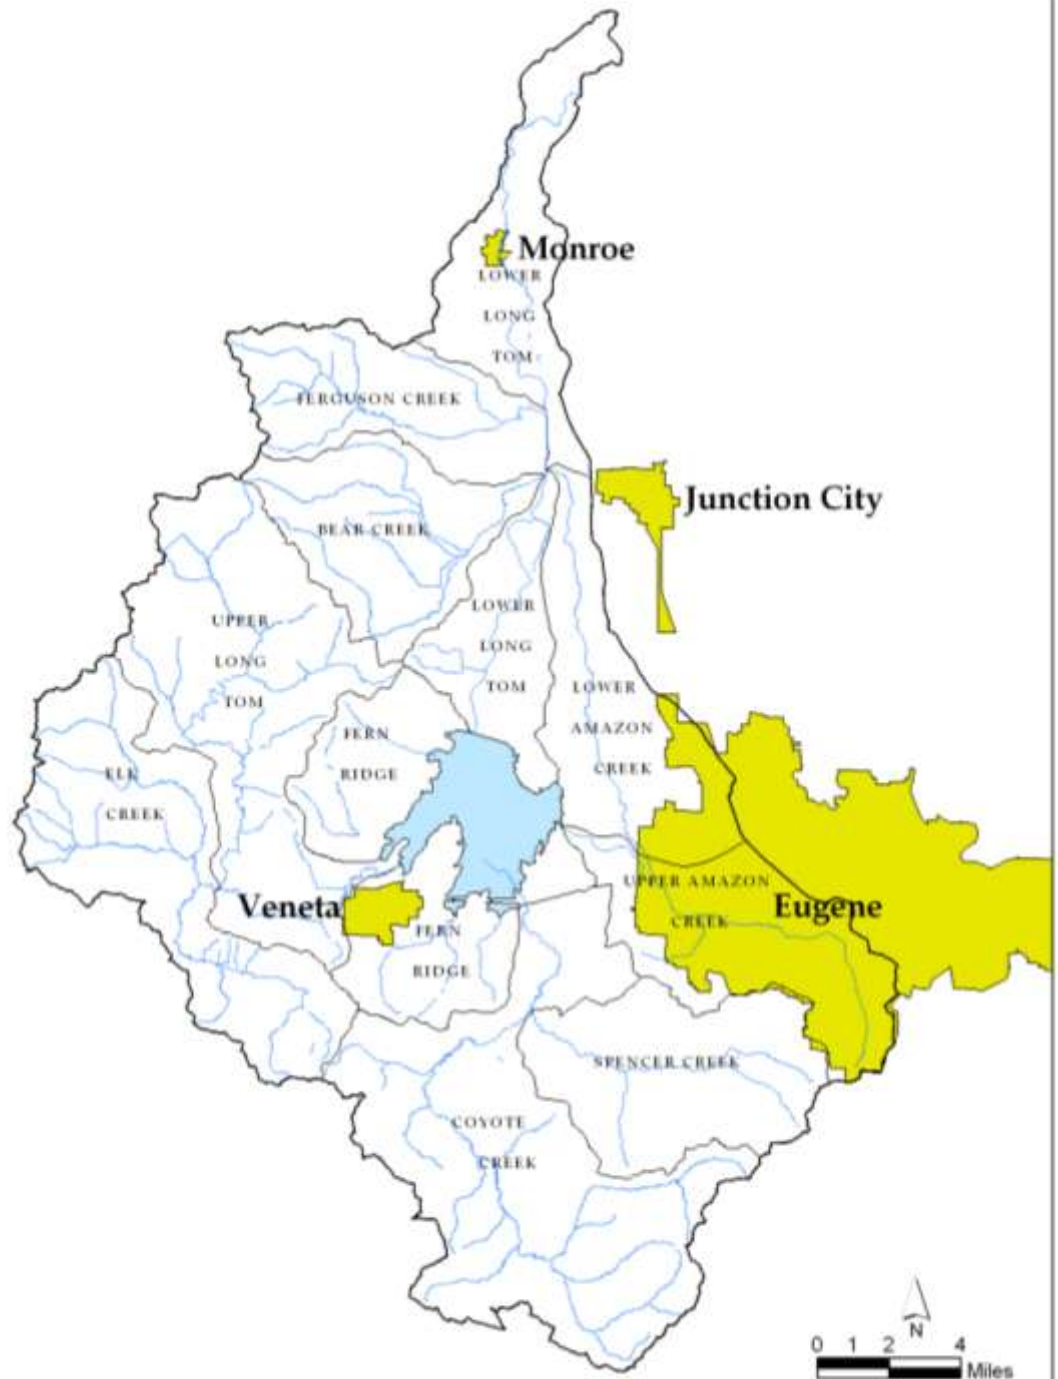 Monroe
LOWER
LONG
TOM
FERGUSON CREEK
Junction City
BEAR CREEK
LOWER
LONG
TOM
UPPER
LONG
TOM
LOWER
AMAZON
CREEK
FERN
RIDGE
ELK
CREEK
UPPER AMAZON
CREEK
Eugene
Veneta
FERN
RIDGE
SPENCER CREEK
COYOTE
CREEK
N
0 1 2 4
Miles